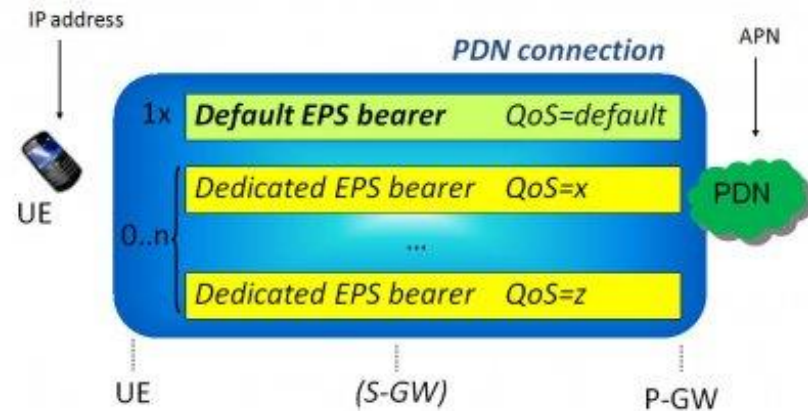 IP address
APN
PDN connection
1x
Default EPS bearer QoS=default
Dedicated EPS bearer QoS=x
PDN
UE
0..n
...
Dedicated EPS bearer QoS=z
UE
(S-GW)
P-GW